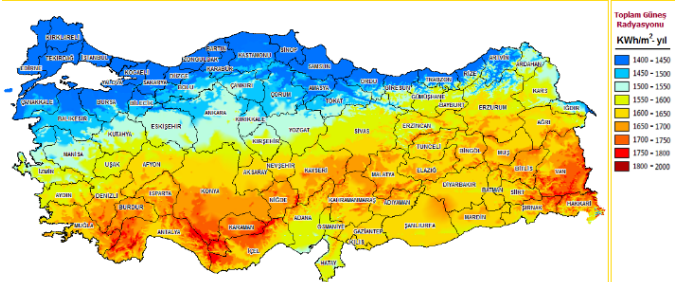 Toplam Güneş
Radyasyonu
KWh/m²- yıl
1400 - 1450
1450 - 1500
1500 - 1550
1550 - 1600
1600 - 1650
1650 - 1700
1700 - 1750
1750 - 1800
1800 - 2000
KIRKLARELİ
TEKİRDAĞ İSTANBUL
EDİRNE
KOCAELİ
YALOVA SAKARYA
DÜZCE
BOLU
ZONGULDAK
BARTIN
KARABÜK
KASTAMONU
SİNOP
SAMSUN
ORDU
GİRESUN
TRABZON
RİZE
ARTVİN
ARDAHAN
KARS
IĞDIR
ÇANAKKALE
BALIKESİR
BURSA
BİLECİK
ESKİŞEHİR
ANKARA
ÇANKIRI
KIRIKKALE
ÇORUM
AMASYA
TOKAT
GÜMÜŞHANE
BAYBURT
ERZURUM
AĞRI
KÜTAHYA
MANİSA
İZMİR
UŞAK
AFYON
KIRŞEHİR
YOZGAT
SİVAS
ERZİNCAN
TUNCELİ
BİNGÖL
MUŞ
BİTLİS
VAN
AYDIN
DENİZLİ
ISPARTA
BURDUR
KONYA
AKSARAY
NEVŞEHİR
KAYSERİ
MALATYA
ELAZIĞ
DİYARBAKIR
BATMAN
SİİRT
ŞIRNAK
HAKKARİ
MUĞLA
ANTALYA
KARAMAN
NİĞDE
İÇEL
ADANA
OSMANİYE
KAHRAMANMARAŞ
ADIYAMAN
GAZİANTEP
KİLİS
ŞANLIURFA
MARDİN
HATAY